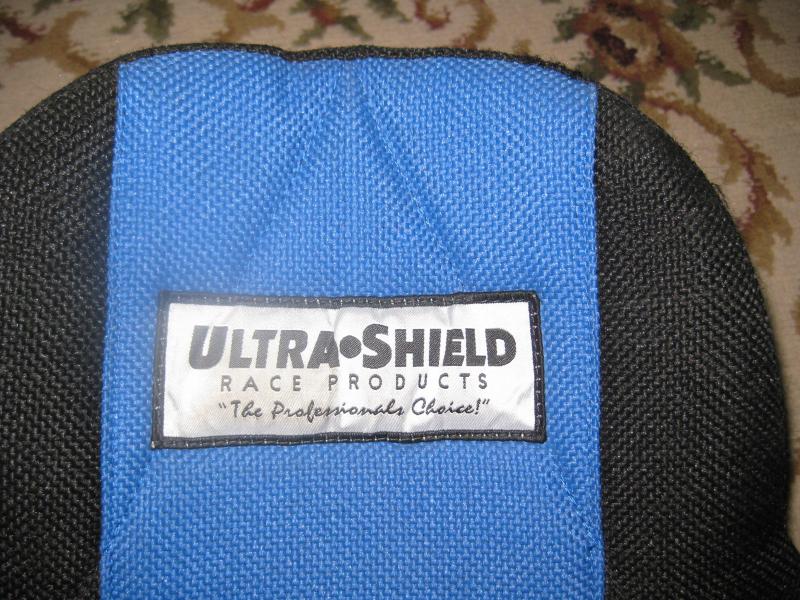 ULTRA•SHIELD
RACE PRODUCTS
"The Professionals Choice!"